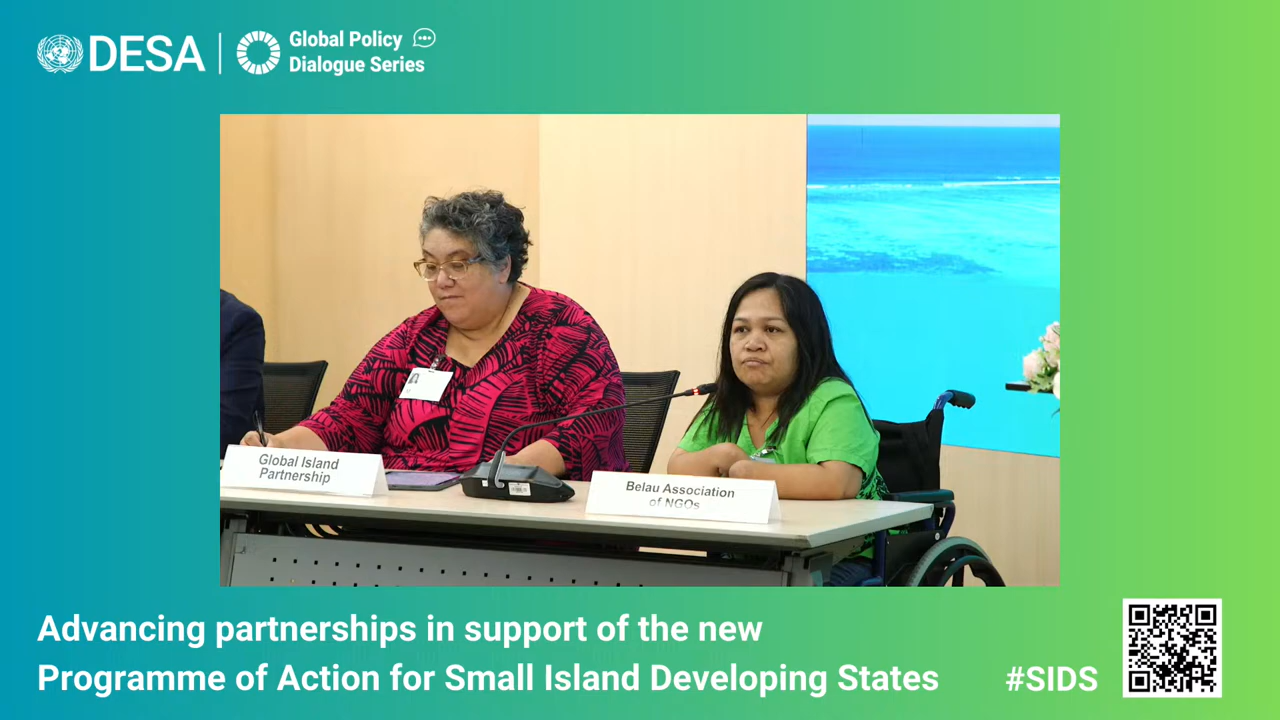 DESA
Global Policy
Dialogue Series
Global Island
Partnership
Belau Association
of NGOs
Advancing partnerships in support of the new
Programme of Action for Small Island Developing States
#SIDS